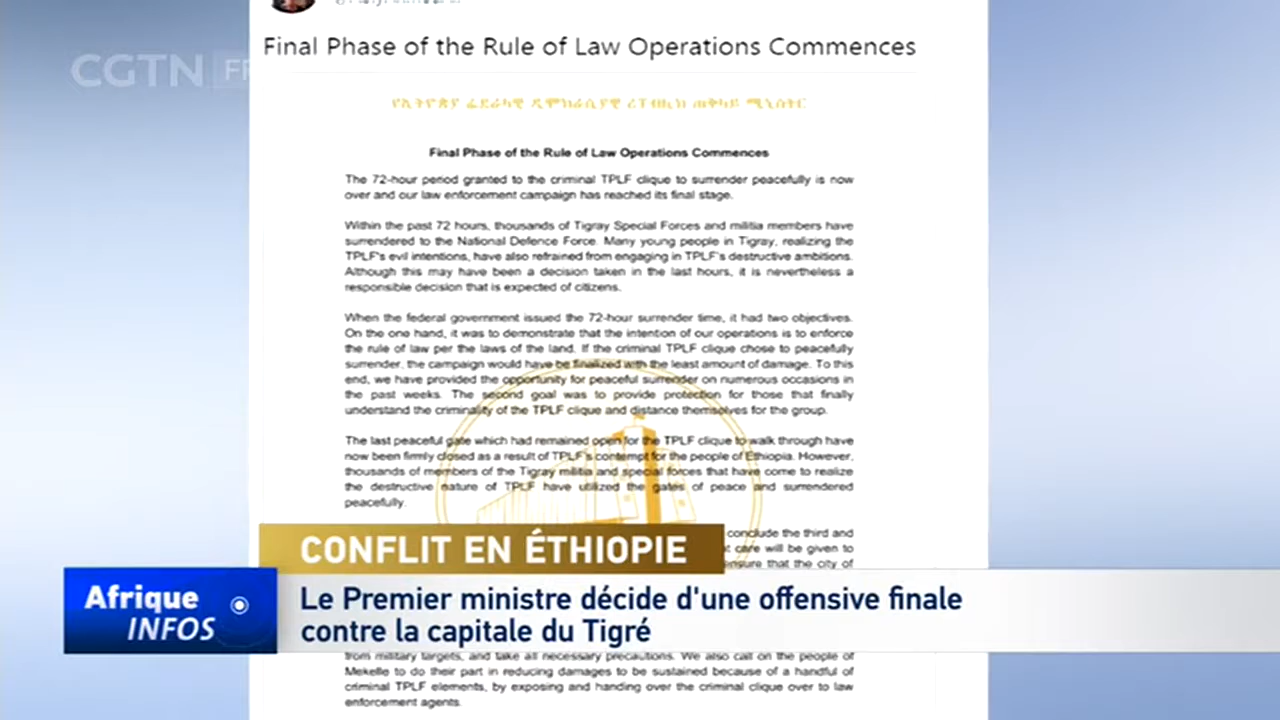 CGTN FR
Final Phase of the Rule of Law Operations Commences
የኢትዮጵያ ፌደራላዊ ዲሞክራሲያዊ ሪፐብሊክ ጠቅላይ ሚኒስትር
Final Phase of the Rule of Law Operations Commences
The 72-hour period granted to the criminal TPLF clique to surrender peacefully is now
over and our law enforcement campaign has reached its final stage.
Within the past 72 hours, thousands of Tigray Special Forces and militia members have
surrendered to the National Defence Force. Many young people in Tigray, realizing the
TPLF's evil intentions, have also refrained from engaging in TPLF's destructive ambitions.
Although this may have been a decision taken in the last hours, it is nevertheless a
responsible decision that is expected of citizens.
When the federal government issued the 72-hour surrender time, it had two objectives.
On the one hand, it was to demonstrate that the intention of our operations is to enforce
the rule of law per the laws of the land. If the criminal TPLF clique chose to peacefully
surrender, the campaign would have be finalized with the least amount of damage. To this
end, we have provided the opportunity for peaceful surrender on numerous occasions in
the past weeks. The second goal was to provide protection for those that finally
understand the criminality of the TPLF clique and distance themselves for the group.
The last peaceful gate which had remained open for the TPLF clique to walk through have
now been firmly closed as a result of TPLF's contempt for the people of Ethiopia. However,
thousands of members of the Tigray militia and special forces that have come to realize
the destructive nature of TPLF have utilized the gates of peace and surrendered
peacefully.
conclude the third and
care will be given to
ensure that the city of
CONFLIT EN ÉTHIOPIE
Afrique INFOS
Le Premier ministre décide d'une offensive finale
contre la capitale du Tigré
from military targets, and take all necessary precautions. We also call on the people of
Mekelle to do their part in reducing damages to be sustained because of a handful of
criminal TPLF elements, by exposing and handing over the criminal clique over to law
enforcement agents.